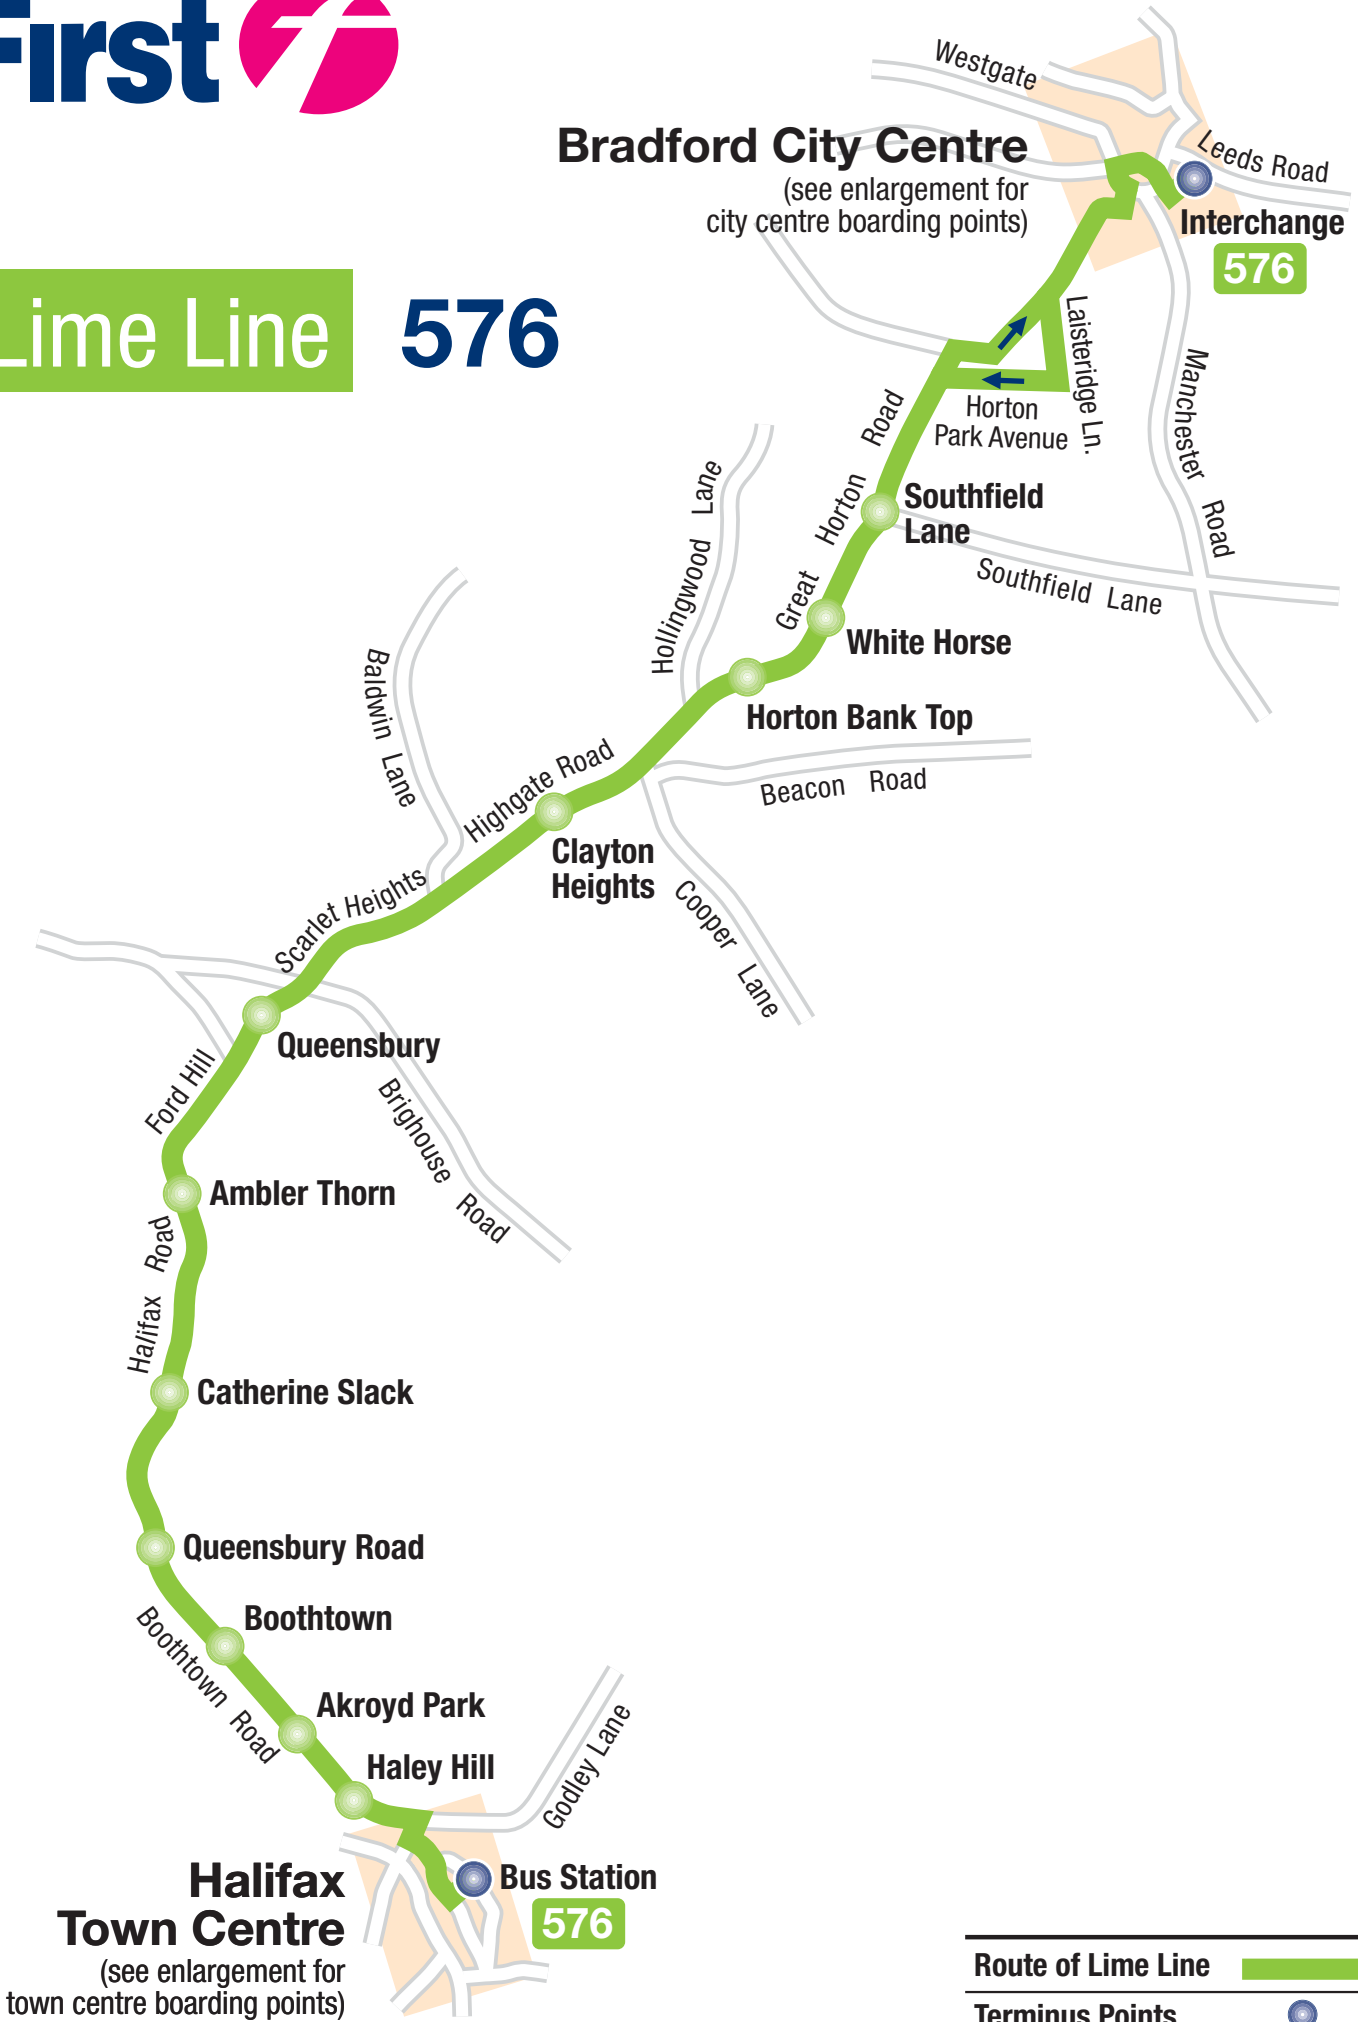 First
Westgate
Bradford City Centre
(see enlargement for
city centre boarding points)
Leeds Road
Interchange
576
Lime Line 576
Laisteridge Ln.
Manchester Road
Horton
Park Avenue
Great Horton Road
Hollingwood Lane
Southfield
Lane
Southfield Lane
White Horse
Horton Bank Top
Baldwin Lane
Highgate Road
Beacon Road
Clayton
Heights
Cooper Lane
Scarlet Heights
Queensbury
Ford Hill
Brighouse Road
Ambler Thorn
Halifax Road
Catherine Slack
Queensbury Road
Boothtown
Boothtown Road
Akroyd Park
Haley Hill
Godley Lane
Halifax
Town Centre
(see enlargement for
town centre boarding points)
Bus Station
576
Route of Lime Line
Terminus Points